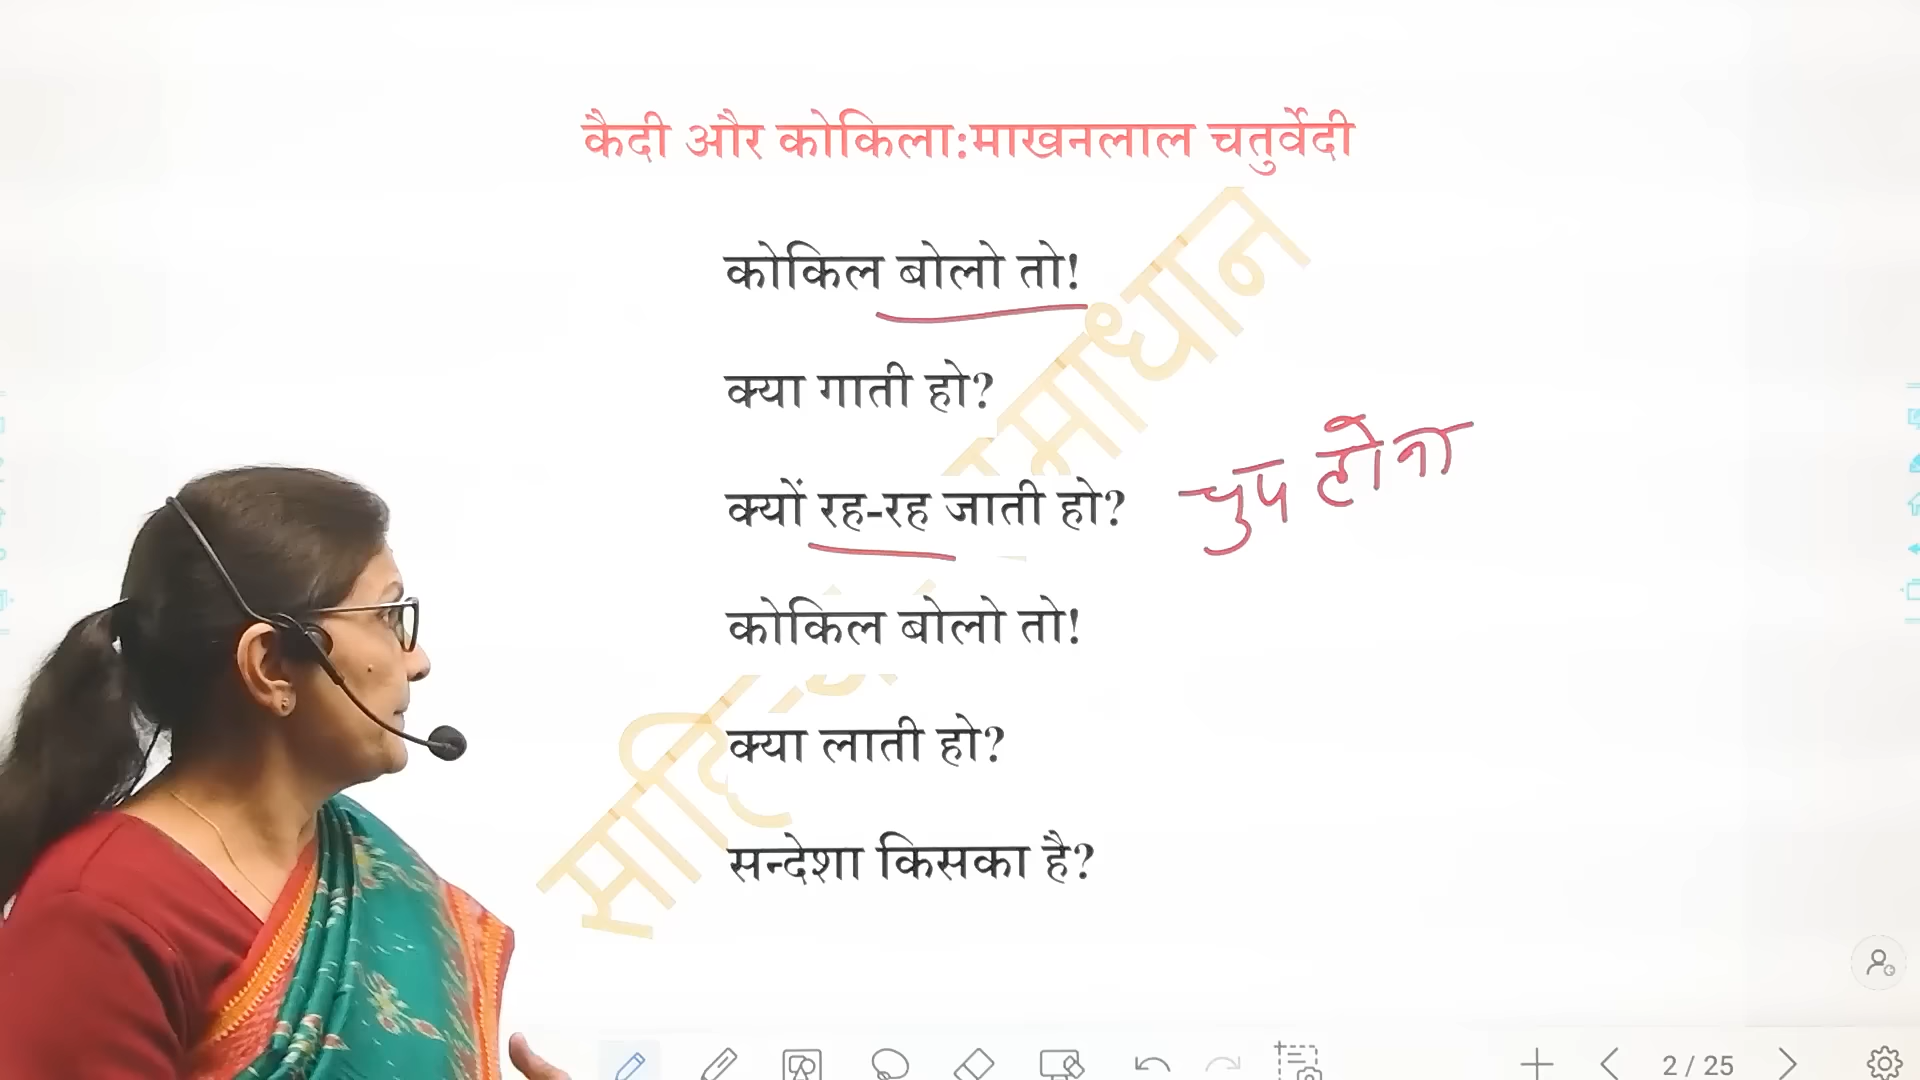 कैदी और कोकिला:माखनलाल चतुर्वेदी
कोकिल बोलो तो!
क्या गाती हो?
क्यों रह-रह जाती हो? चुप होना
कोकिल बोलो तो!
क्या लाती हो?
सन्देशा किसका है?
2 / 25